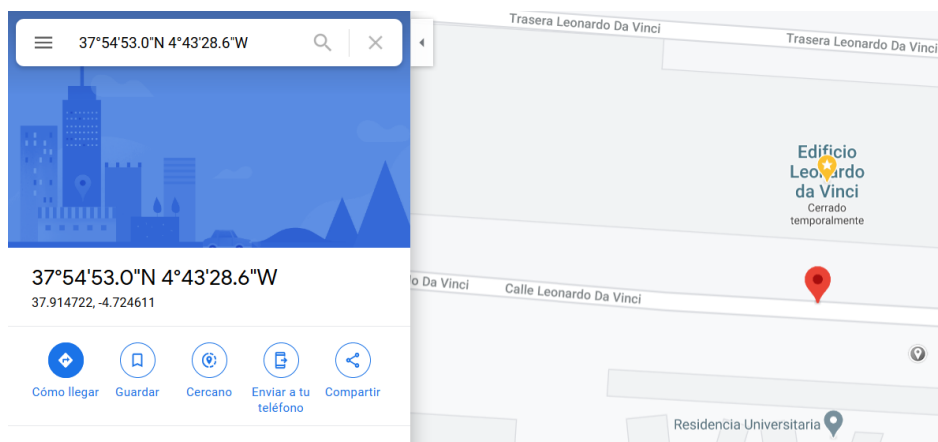 37°54'53.0"N 4°43'28.6"W
37°54'53.0"N 4°43'28.6"W
37.914722, -4.724611
Cómo llegar
Guardar
Cercano
Enviar a tu
teléfono
Compartir
Trasera Leonardo Da Vinci
Trasera Leonardo Da Vinci
Edificio
Leonardo
da Vinci
Cerrado
temporalmente
o Da Vinci
Calle Leonardo Da Vinci
Residencia Universitaria